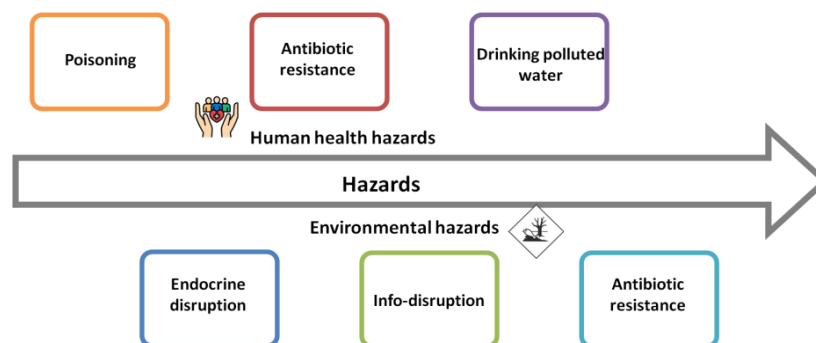 Poisoning
Antibiotic
resistance
Drinking polluted
water
Human health hazards
Hazards
Environmental hazards
Endocrine
disruption
Info-disruption
Antibiotic
resistance